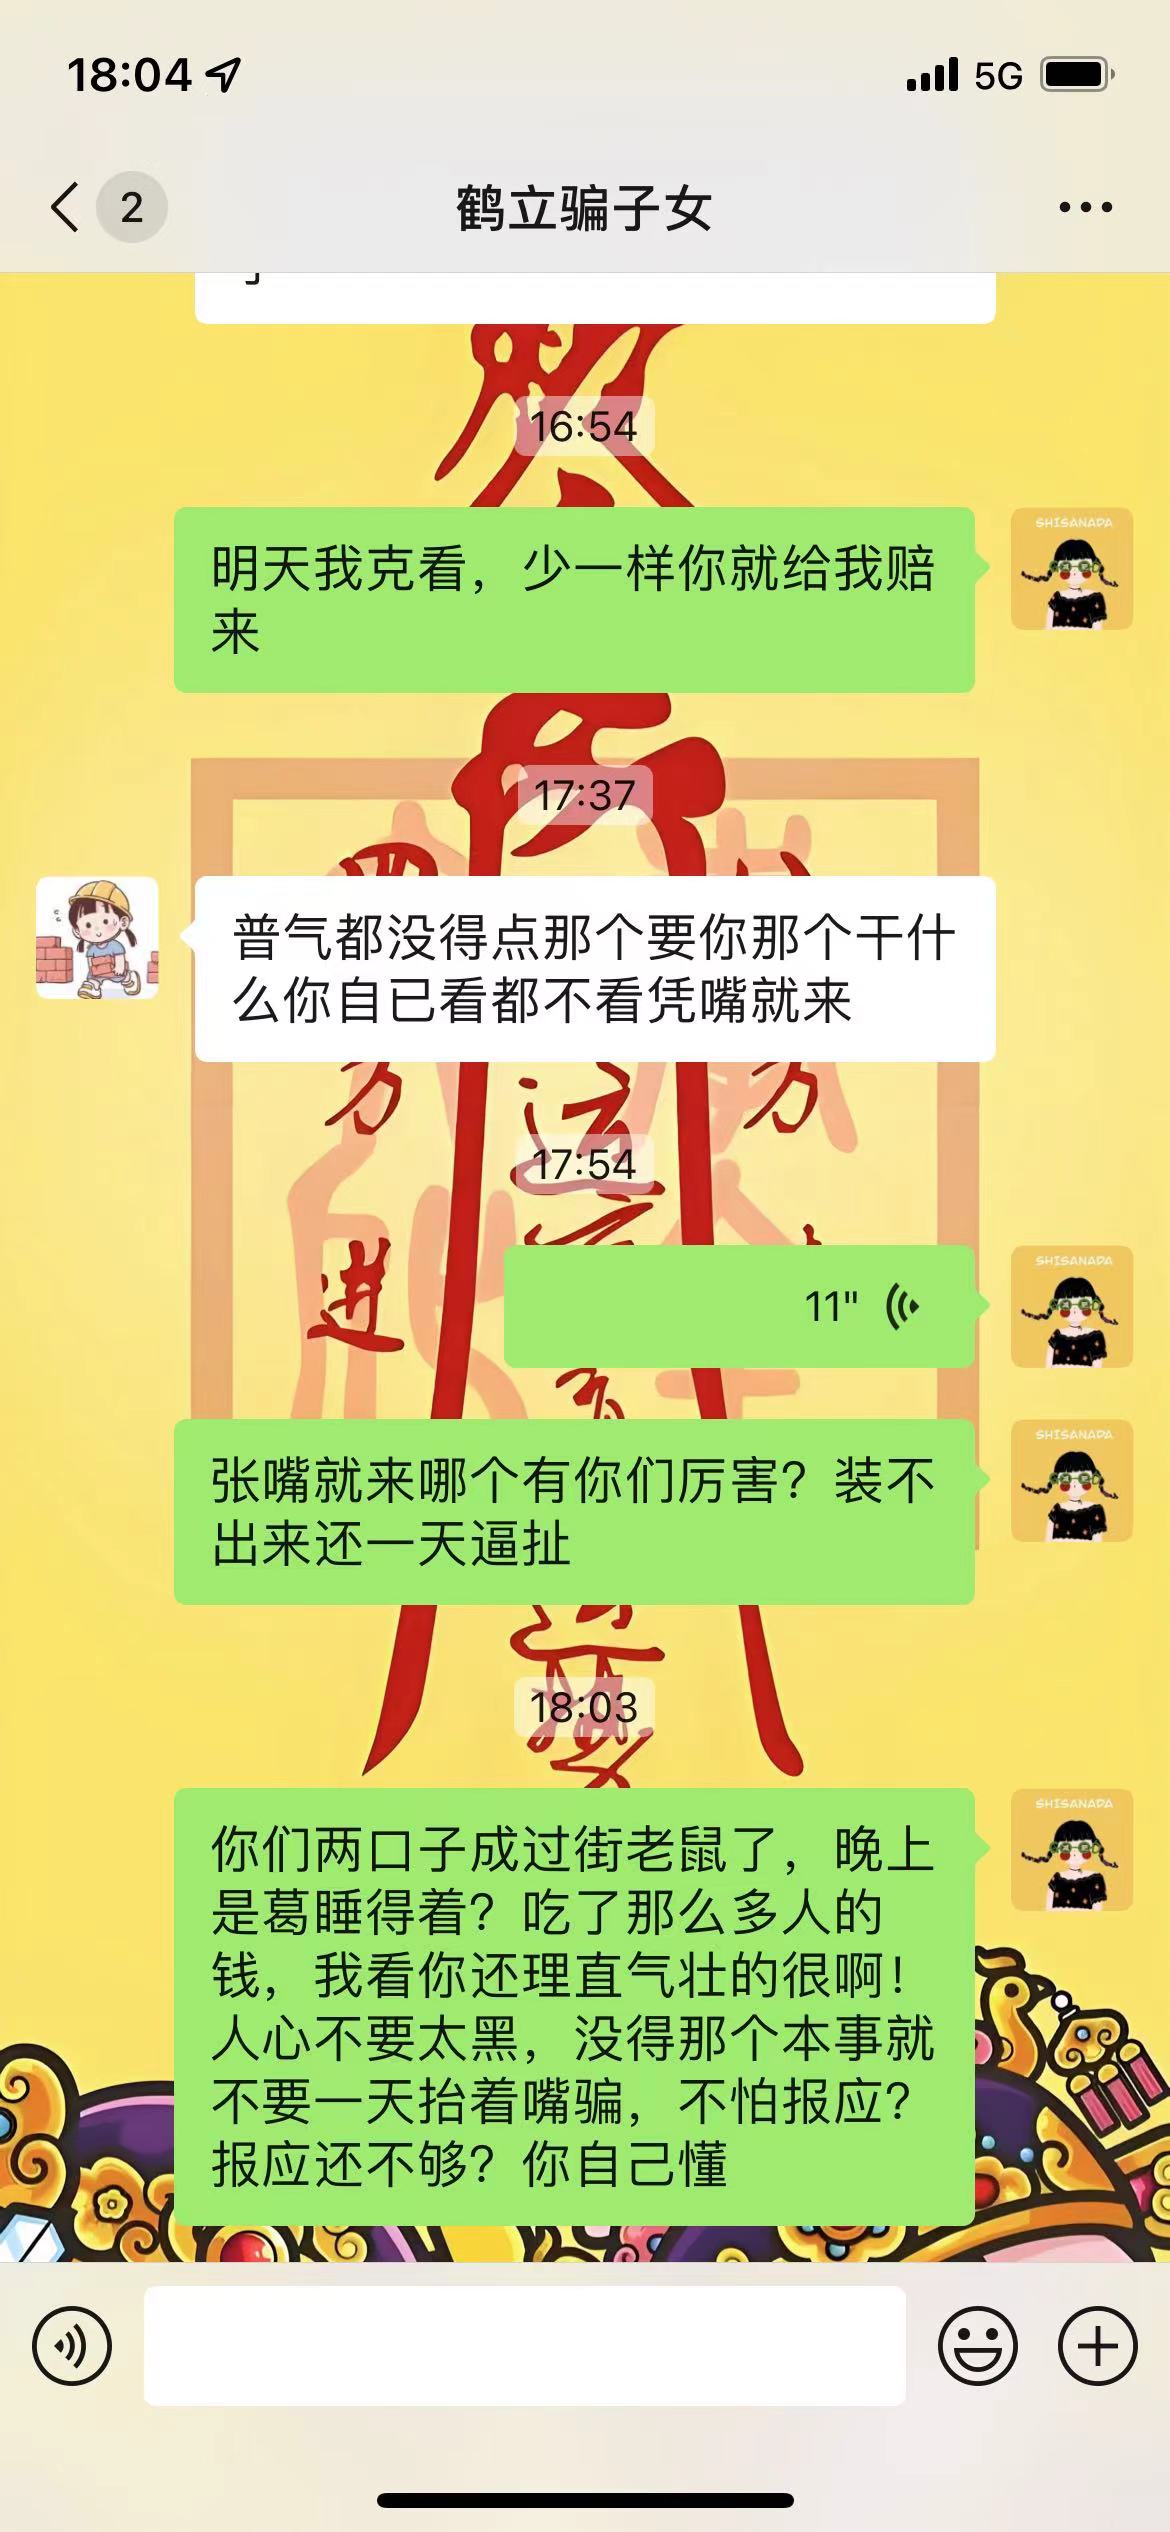 18:04
5G
2
鹤立骗子女
16:54
SHISANADA
明天我克看，少一样你就给我赔
来
17:37
普气都没得点那个要你那个干什
么你自已看都不看凭嘴就来
方
方
17:54
进
11"
SHISANADA
张嘴就来哪个有你们厉害？装不
出来还一天逼扯
SHISANADA
18:03
你们两口子成过街老鼠了，晚上
是葛睡得着？吃了那么多人的
钱，我看你还理直气壮的很啊！
人心不要太黑，没得那个本事就
不要一天抬着嘴骗，不怕报应？
报应还不够？你自己懂
SHISANADA